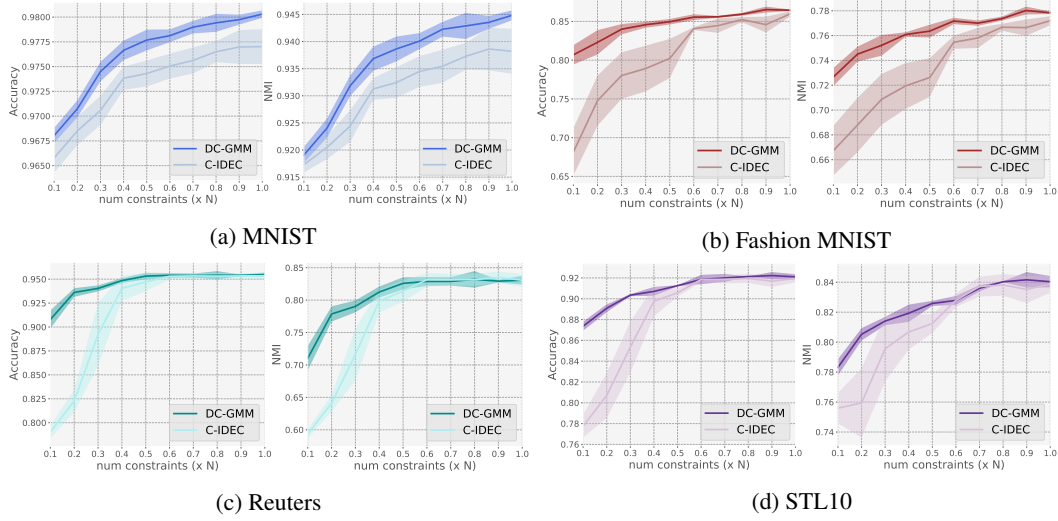 0.9800
0.9775
0.9750
0.9725
0.9700
0.9675
0.9650
Accuracy
DC-GMM
C-IDEC
0.1 0.2 0.3 0.4 0.5 0.6 0.7 0.8 0.9 1.0
num constraints (x N)
0.945
0.940
0.935
0.930
0.925
0.920
0.915
NMI
DC-GMM
C-IDEC
0.1 0.2 0.3 0.4 0.5 0.6 0.7 0.8 0.9 1.0
num constraints (x N)
(a) MNIST
0.85
0.80
0.75
0.70
0.65
Accuracy
DC-GMM
C-IDEC
0.1 0.2 0.3 0.4 0.5 0.6 0.7 0.8 0.9 1.0
num constraints (x N)
0.78
0.76
0.74
0.72
0.70
0.68
0.66
NMI
DC-GMM
C-IDEC
0.1 0.2 0.3 0.4 0.5 0.6 0.7 0.8 0.9 1.0
num constraints (x N)
(b) Fashion MNIST
0.950
0.925
0.900
0.875
0.850
0.825
0.800
Accuracy
DC-GMM
C-IDEC
0.1 0.2 0.3 0.4 0.5 0.6 0.7 0.8 0.9 1.0
num constraints (x N)
0.85
0.80
0.75
0.70
0.65
0.60
NMI
DC-GMM
C-IDEC
0.1 0.2 0.3 0.4 0.5 0.6 0.7 0.8 0.9 1.0
num constraints (x N)
(c) Reuters
0.92
0.90
0.88
0.86
0.84
0.82
0.80
0.78
0.76
Accuracy
DC-GMM
C-IDEC
0.1 0.2 0.3 0.4 0.5 0.6 0.7 0.8 0.9 1.0
num constraints (x N)
0.84
0.82
0.80
0.78
0.76
0.74
NMI
DC-GMM
C-IDEC
0.1 0.2 0.3 0.4 0.5 0.6 0.7 0.8 0.9 1.0
num constraints (x N)
(d) STL10